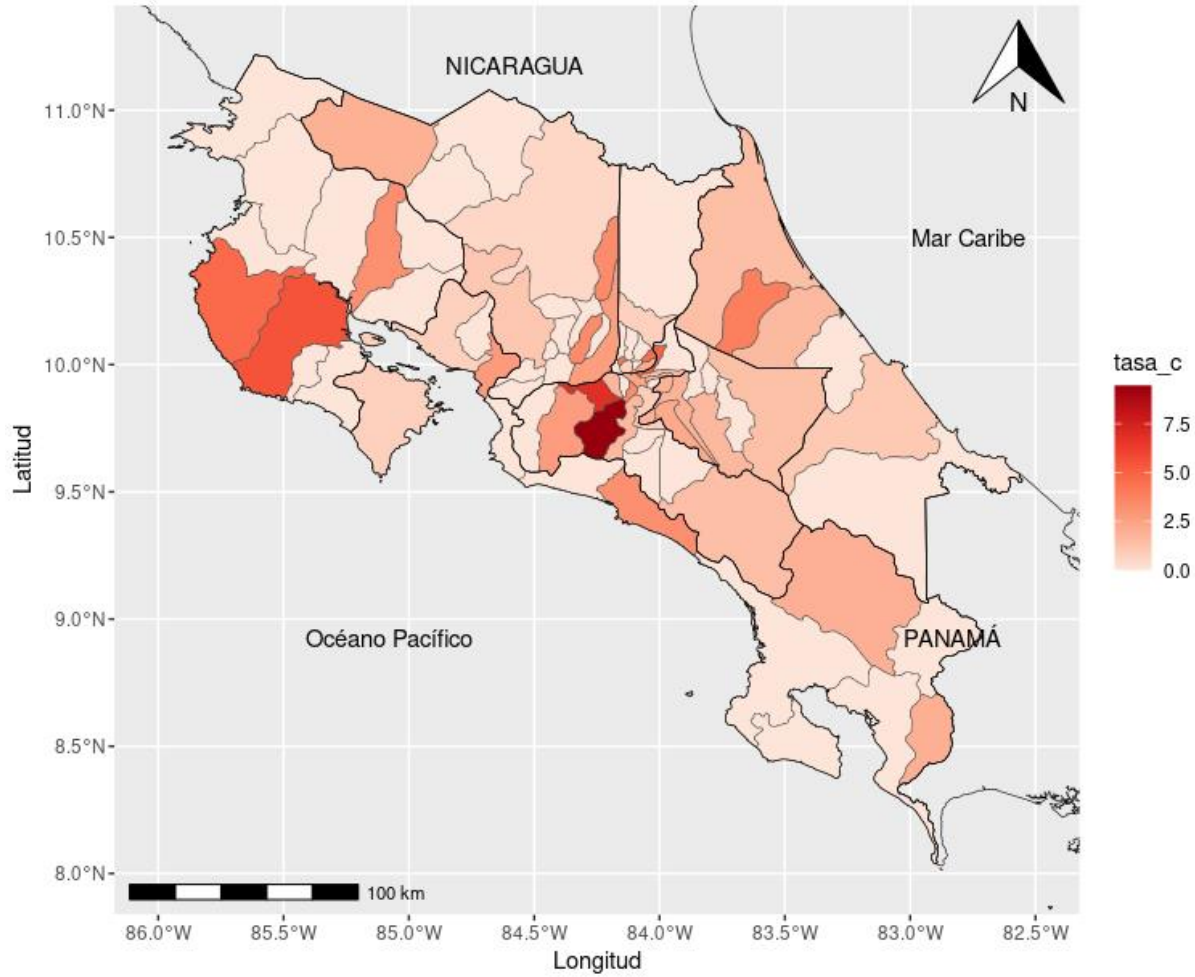 NICARAGUA
N
11.0°N
10.5°N
Mar Caribe
10.0°N
Latitud
9.5°N
9.0°N
Océano Pacífico
PANAMÁ
8.5°N
8.0°N
100 km
86.0°W 85.5°W 85.0°W 84.5°W 84.0°W 83.5°W 83.0°W 82.5°W
Longitud
tasa_c
7.5
5.0
2.5
0.0